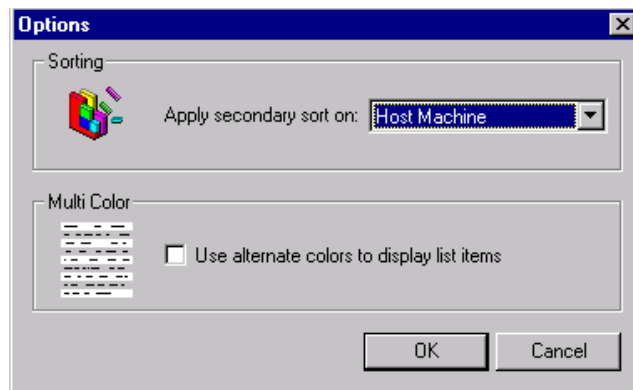 Options
Sorting
Apply secondary sort on: Host Machine
Multi Color
Use alternate colors to display list items
OK Cancel